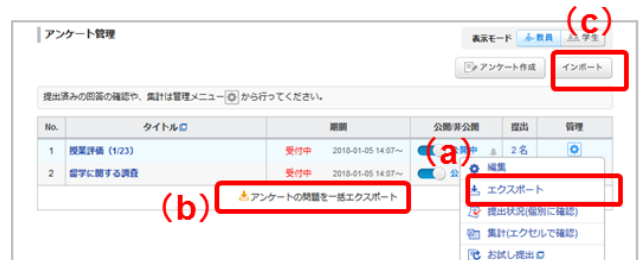 (c)
アンケート管理
表示モード 教員 学生
アンケート作成 インポート
提出済みの回答の確認や、集計は管理メニュー から行ってください。
No. タイトル 期間 公開/非公開 提出 管理
1 授業評価 (1/23) 受付中 2018-01-05 14:07～ 公開中 2名
(a)
2 留学に関する調査 受付中 2018-01-05 14:07～ 公
編集
エクスポート
(b)
アンケートの問題を一括エクスポート
提出状況(個別に確認)
集計(エクセルで確認)
お試し提出